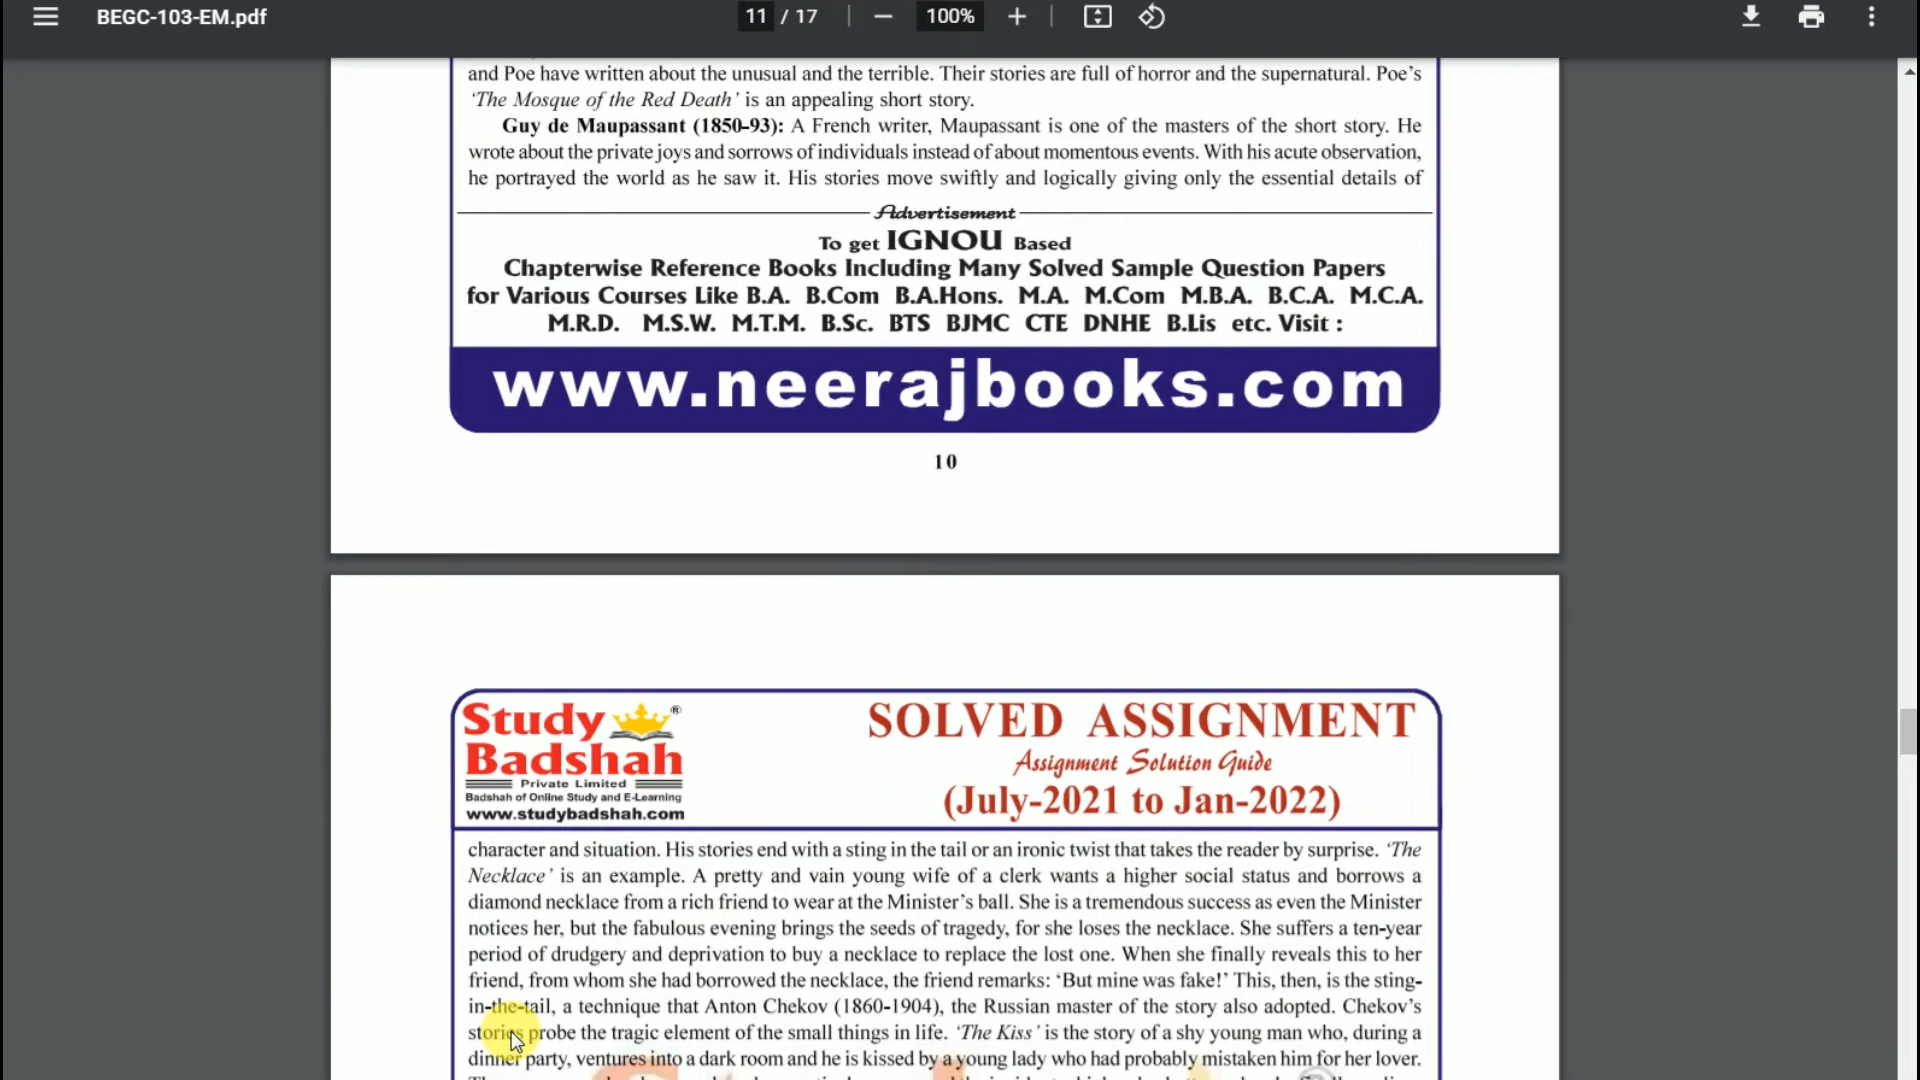 BEGC-103-EM.pdf
11 / 17
100%
and Poe have written about the unusual and the terrible. Their stories are full of horror and the supernatural. Poe's
'The Mosque of the Red Death' is an appealing short story.
Guy de Maupassant (1850-93): A French writer, Maupassant is one of the masters of the short story. He
wrote about the private joys and sorrows of individuals instead of about momentous events. With his acute observation,
he portrayed the world as he saw it. His stories move swiftly and logically giving only the essential details of
Advertisement
To get IGNOU Based
Chapterwise Reference Books Including Many Solved Sample Question Papers
for Various Courses Like B.A. B.Com B.A.Hons. M.A. M.Com M.B.A. B.C.A. M.C.A.
M.R.D. M.S.W. M.T.M. B.Sc. BTS BJMC CTE DNHE B.Lis etc. Visit :
www.neerajbooks.com
10
Study Badshah ®
Private Limited
Badshah of Online Study and E-Learning
www.studybadshah.com
SOLVED ASSIGNMENT
Assignment Solution Guide
(July-2021 to Jan-2022)
character and situation. His stories end with a sting in the tail or an ironic twist that takes the reader by surprise. 'The
Necklace' is an example. A pretty and vain young wife of a clerk wants a higher social status and borrows a
diamond necklace from a rich friend to wear at the Minister's ball. She is a tremendous success as even the Minister
notices her, but the fabulous evening brings the seeds of tragedy, for she loses the necklace. She suffers a ten-year
period of drudgery and deprivation to buy a necklace to replace the lost one. When she finally reveals this to her
friend, from whom she had borrowed the necklace, the friend remarks: 'But mine was fake!' This, then, is the sting-
in-the-tail, a technique that Anton Chekov (1860-1904), the Russian master of the story also adopted. Chekov's
stories probe the tragic element of the small things in life. 'The Kiss' is the story of a shy young man who, during a
dinner party, ventures into a dark room and he is kissed by a young lady who had probably mistaken him for her lover.